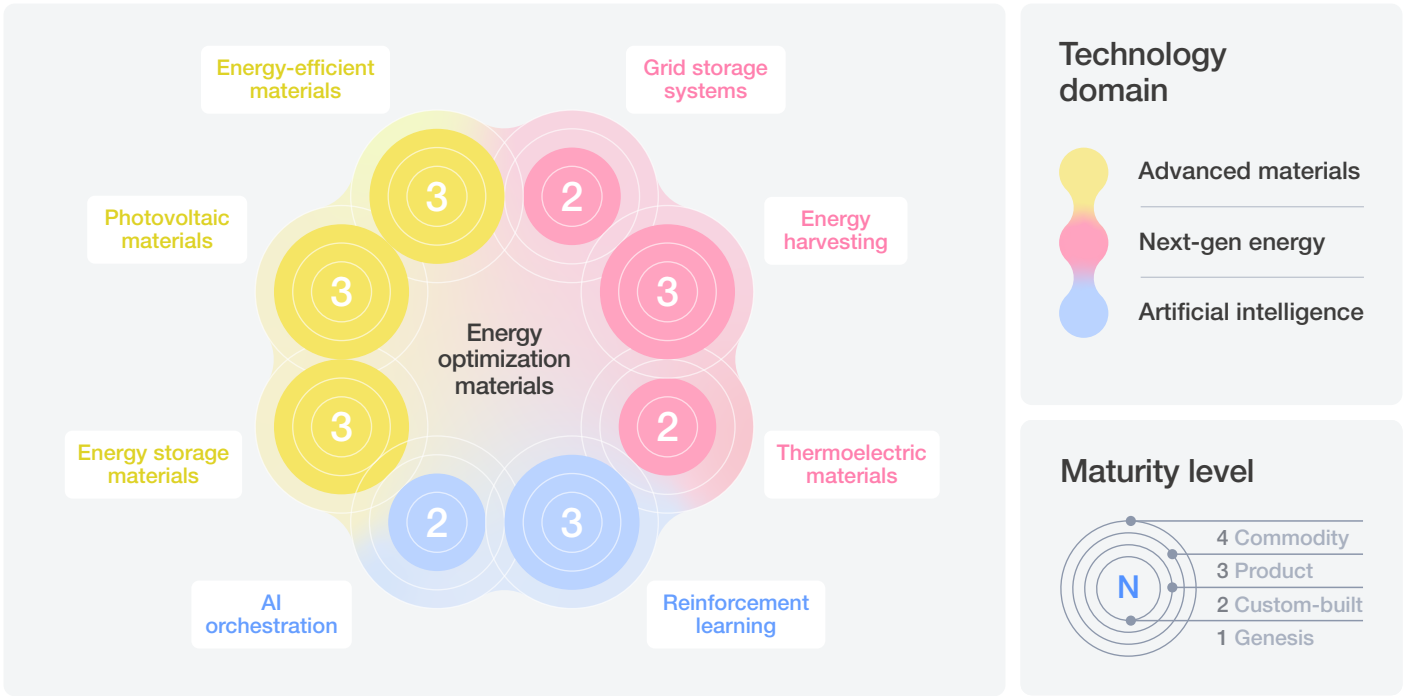 Energy-efficient
materials
Grid storage
systems
Photovoltaic
materials
Energy
harvesting
3
2
3
3
Energy
optimization
materials
3
2
Energy storage
materials
Thermoelectric
materials
2
3
AI
orchestration
Reinforcement
learning
Technology
domain
Advanced materials
Next-gen energy
Artificial intelligence
Maturity level
N
4 Commodity
3 Product
2 Custom-built
1 Genesis